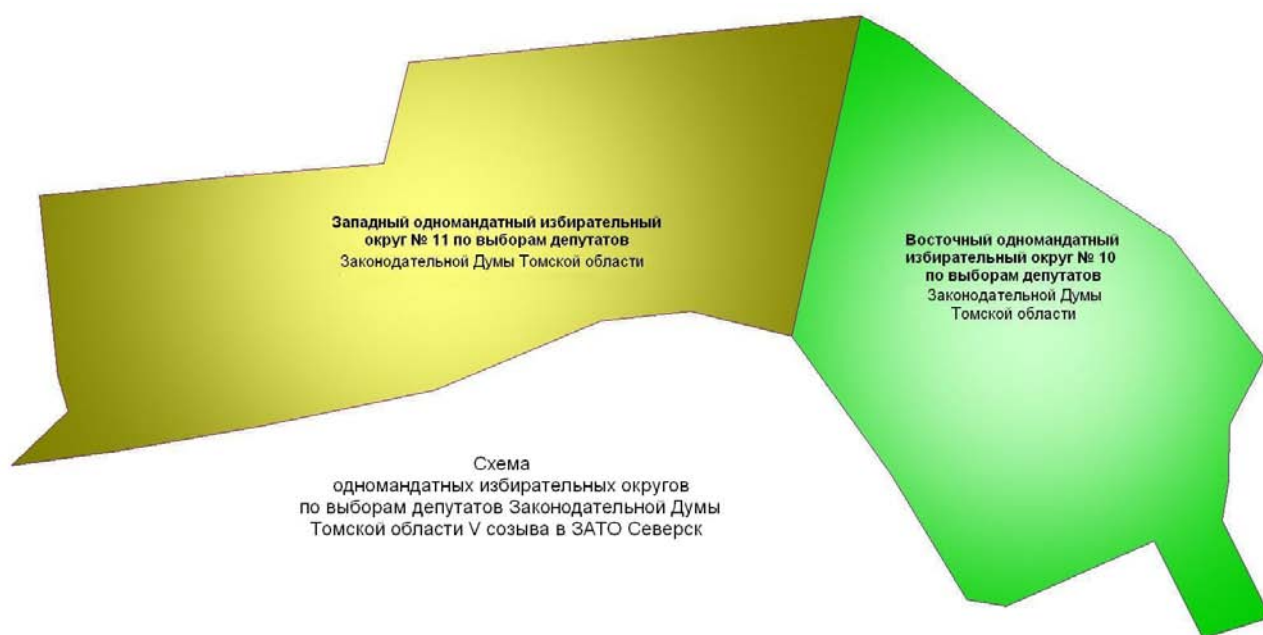 Западный одномандатный избирательный
округ № 11 по выборам депутатов
Законодательной Думы Томской области
Восточный одномандатный
избирательный округ № 10
по выборам депутатов
Законодательной Думы
Томской области
Схема
одномандатных избирательных округов
по выборам депутатов Законодательной Думы
Томской области V созыва в ЗАТО Северск